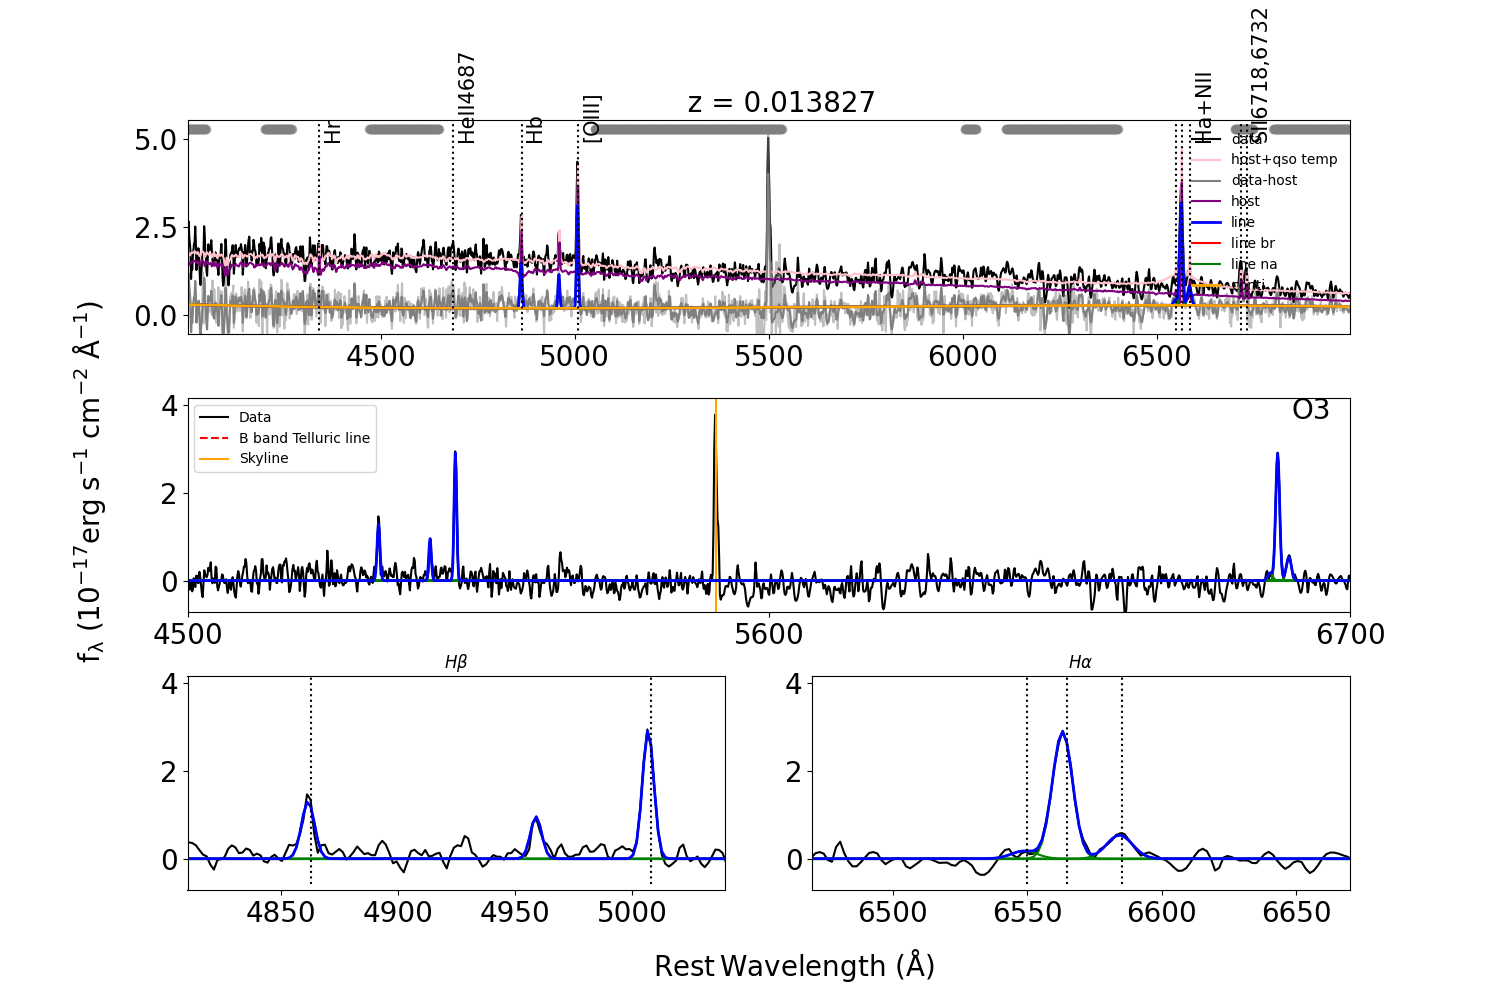 z = 0.013827
Hr
HeII4687
Hb
[OIII]
Ha+NII
SII6718,6732
data
host+qso temp
data-host
host
line
line br
line na
5.0
2.5
0.0
4500
5000
5500
6000
6500
O3
Data
B band Telluric line
Skyline
4
2
0
4500
5600
6700
Hβ
4
2
0
4850
4900
4950
5000
Hα
4
2
0
6500
6550
6600
6650
fλ (10⁻¹⁷erg s⁻¹ cm⁻² Å⁻¹)
Rest Wavelength (Å)